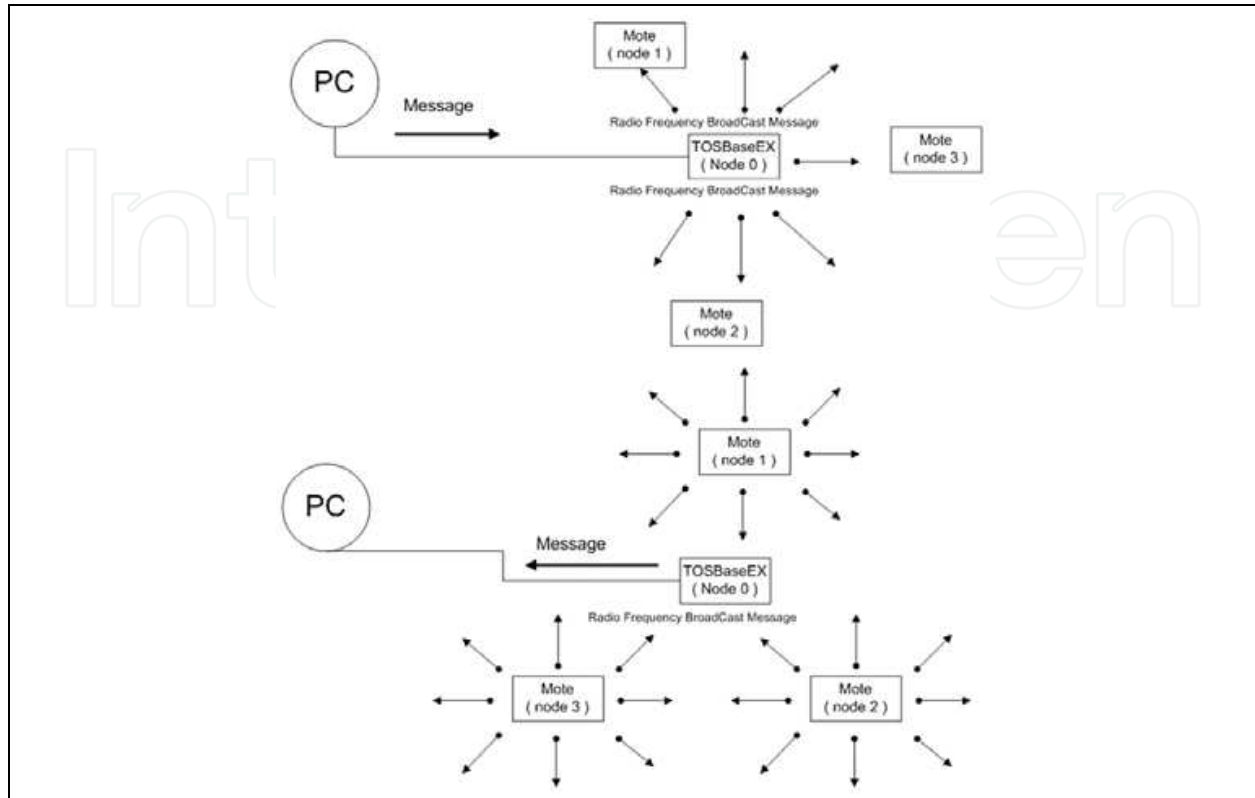 Mote
( node 1 )
PC
Message
Radio Frequency BroadCast Message
TOSBaseEX
( Node 0 )
Mote
( node 3 )
Radio Frequency BroadCast Message
Mote
( node 2 )
Mote
( node 1 )
PC
Message
TOSBaseEX
( Node 0 )
Radio Frequency BroadCast Message
Mote
( node 3 )
Mote
( node 2 )
Int
en